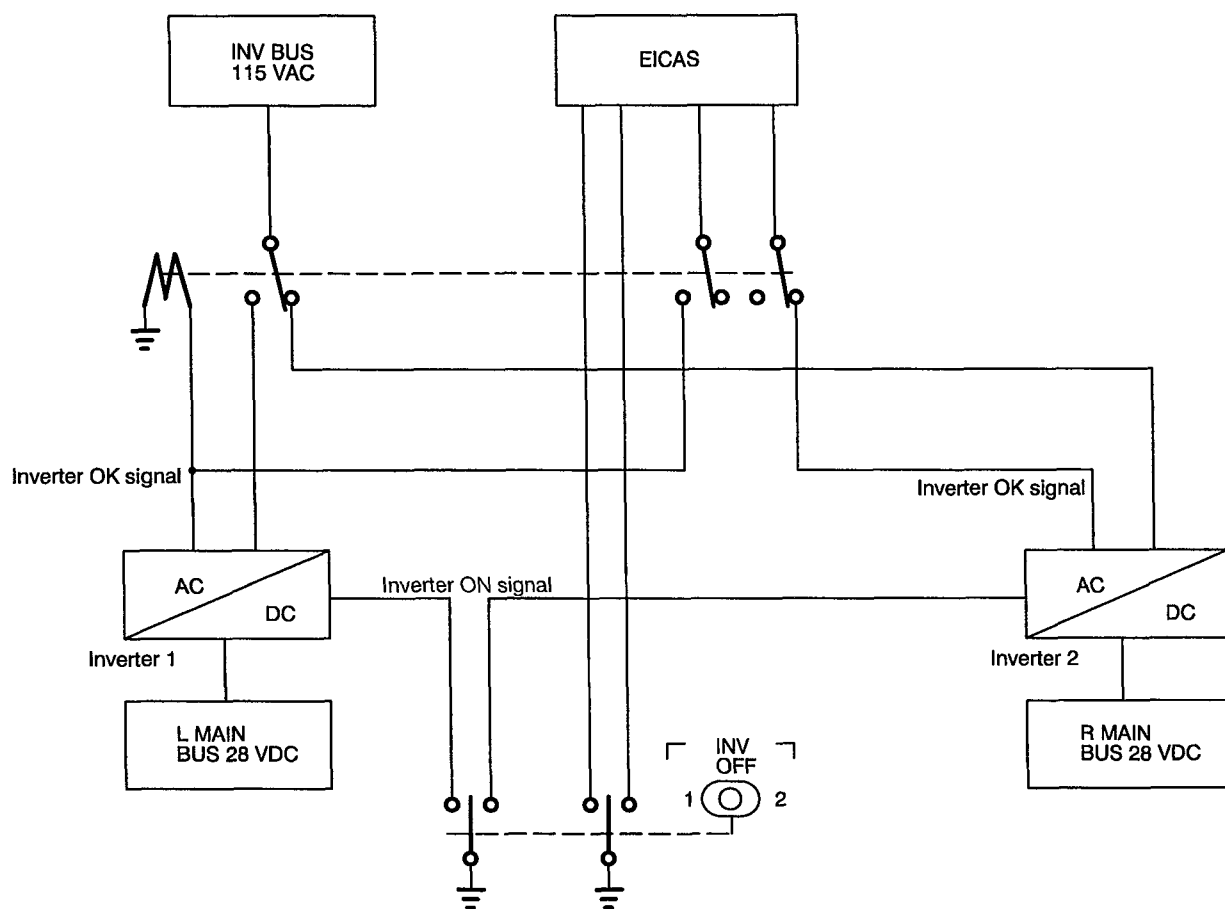 INV BUS
115 VAC
EICAS
Inverter OK signal
Inverter OK signal
AC
DC
Inverter ON signal
AC
DC
Inverter 1
Inverter 2
L MAIN
BUS 28 VDC
R MAIN
BUS 28 VDC
INV
OFF
1 2